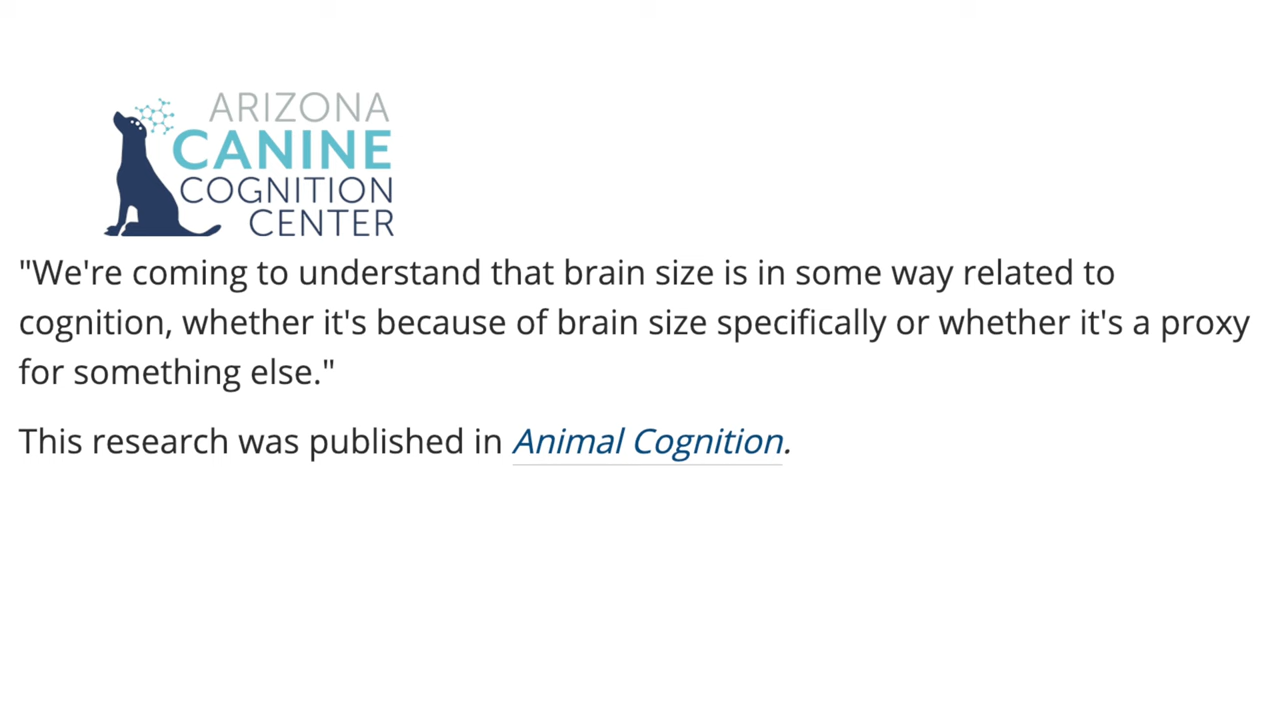 ARIZONA
CANINE
COGNITION
CENTER
"We're coming to understand that brain size is in some way related to
cognition, whether it's because of brain size specifically or whether it's a proxy
for something else."
This research was published in Animal Cognition.